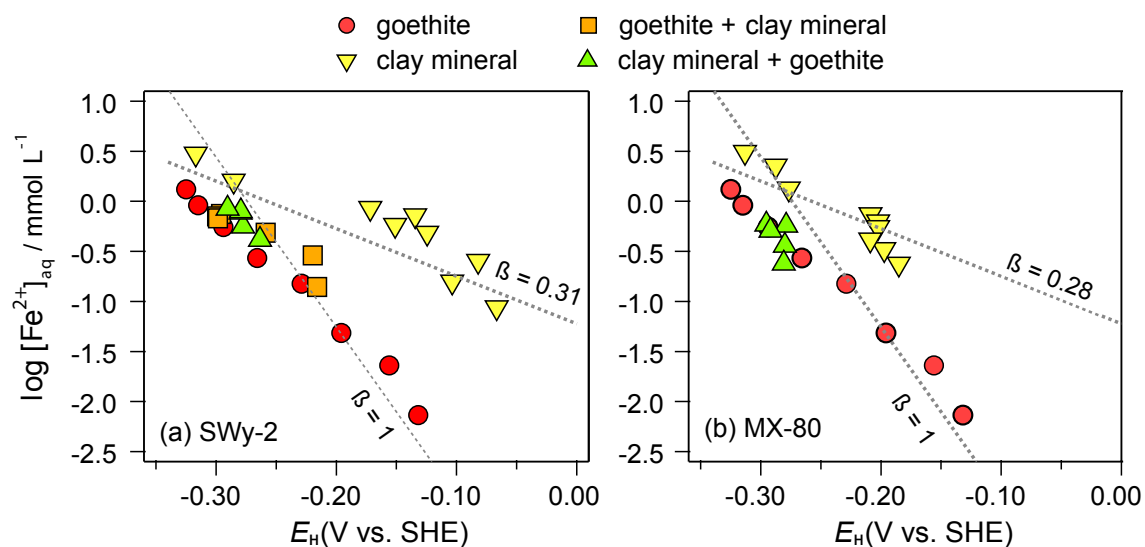 goethite
goethite + clay mineral
clay mineral
clay mineral + goethite
log [Fe²⁺]aq / mmol L⁻¹
1.0
0.5
0.0
-0.5
-1.0
-1.5
-2.0
-2.5
ß = 0.31
ß = 1
(a) SWy-2
-0.30
-0.20
-0.10
0.00
EH(V vs. SHE)
1.0
0.5
0.0
-0.5
-1.0
-1.5
-2.0
-2.5
ß = 0.28
ß = 1
(b) MX-80
-0.30
-0.20
-0.10
0.00
EH(V vs. SHE)